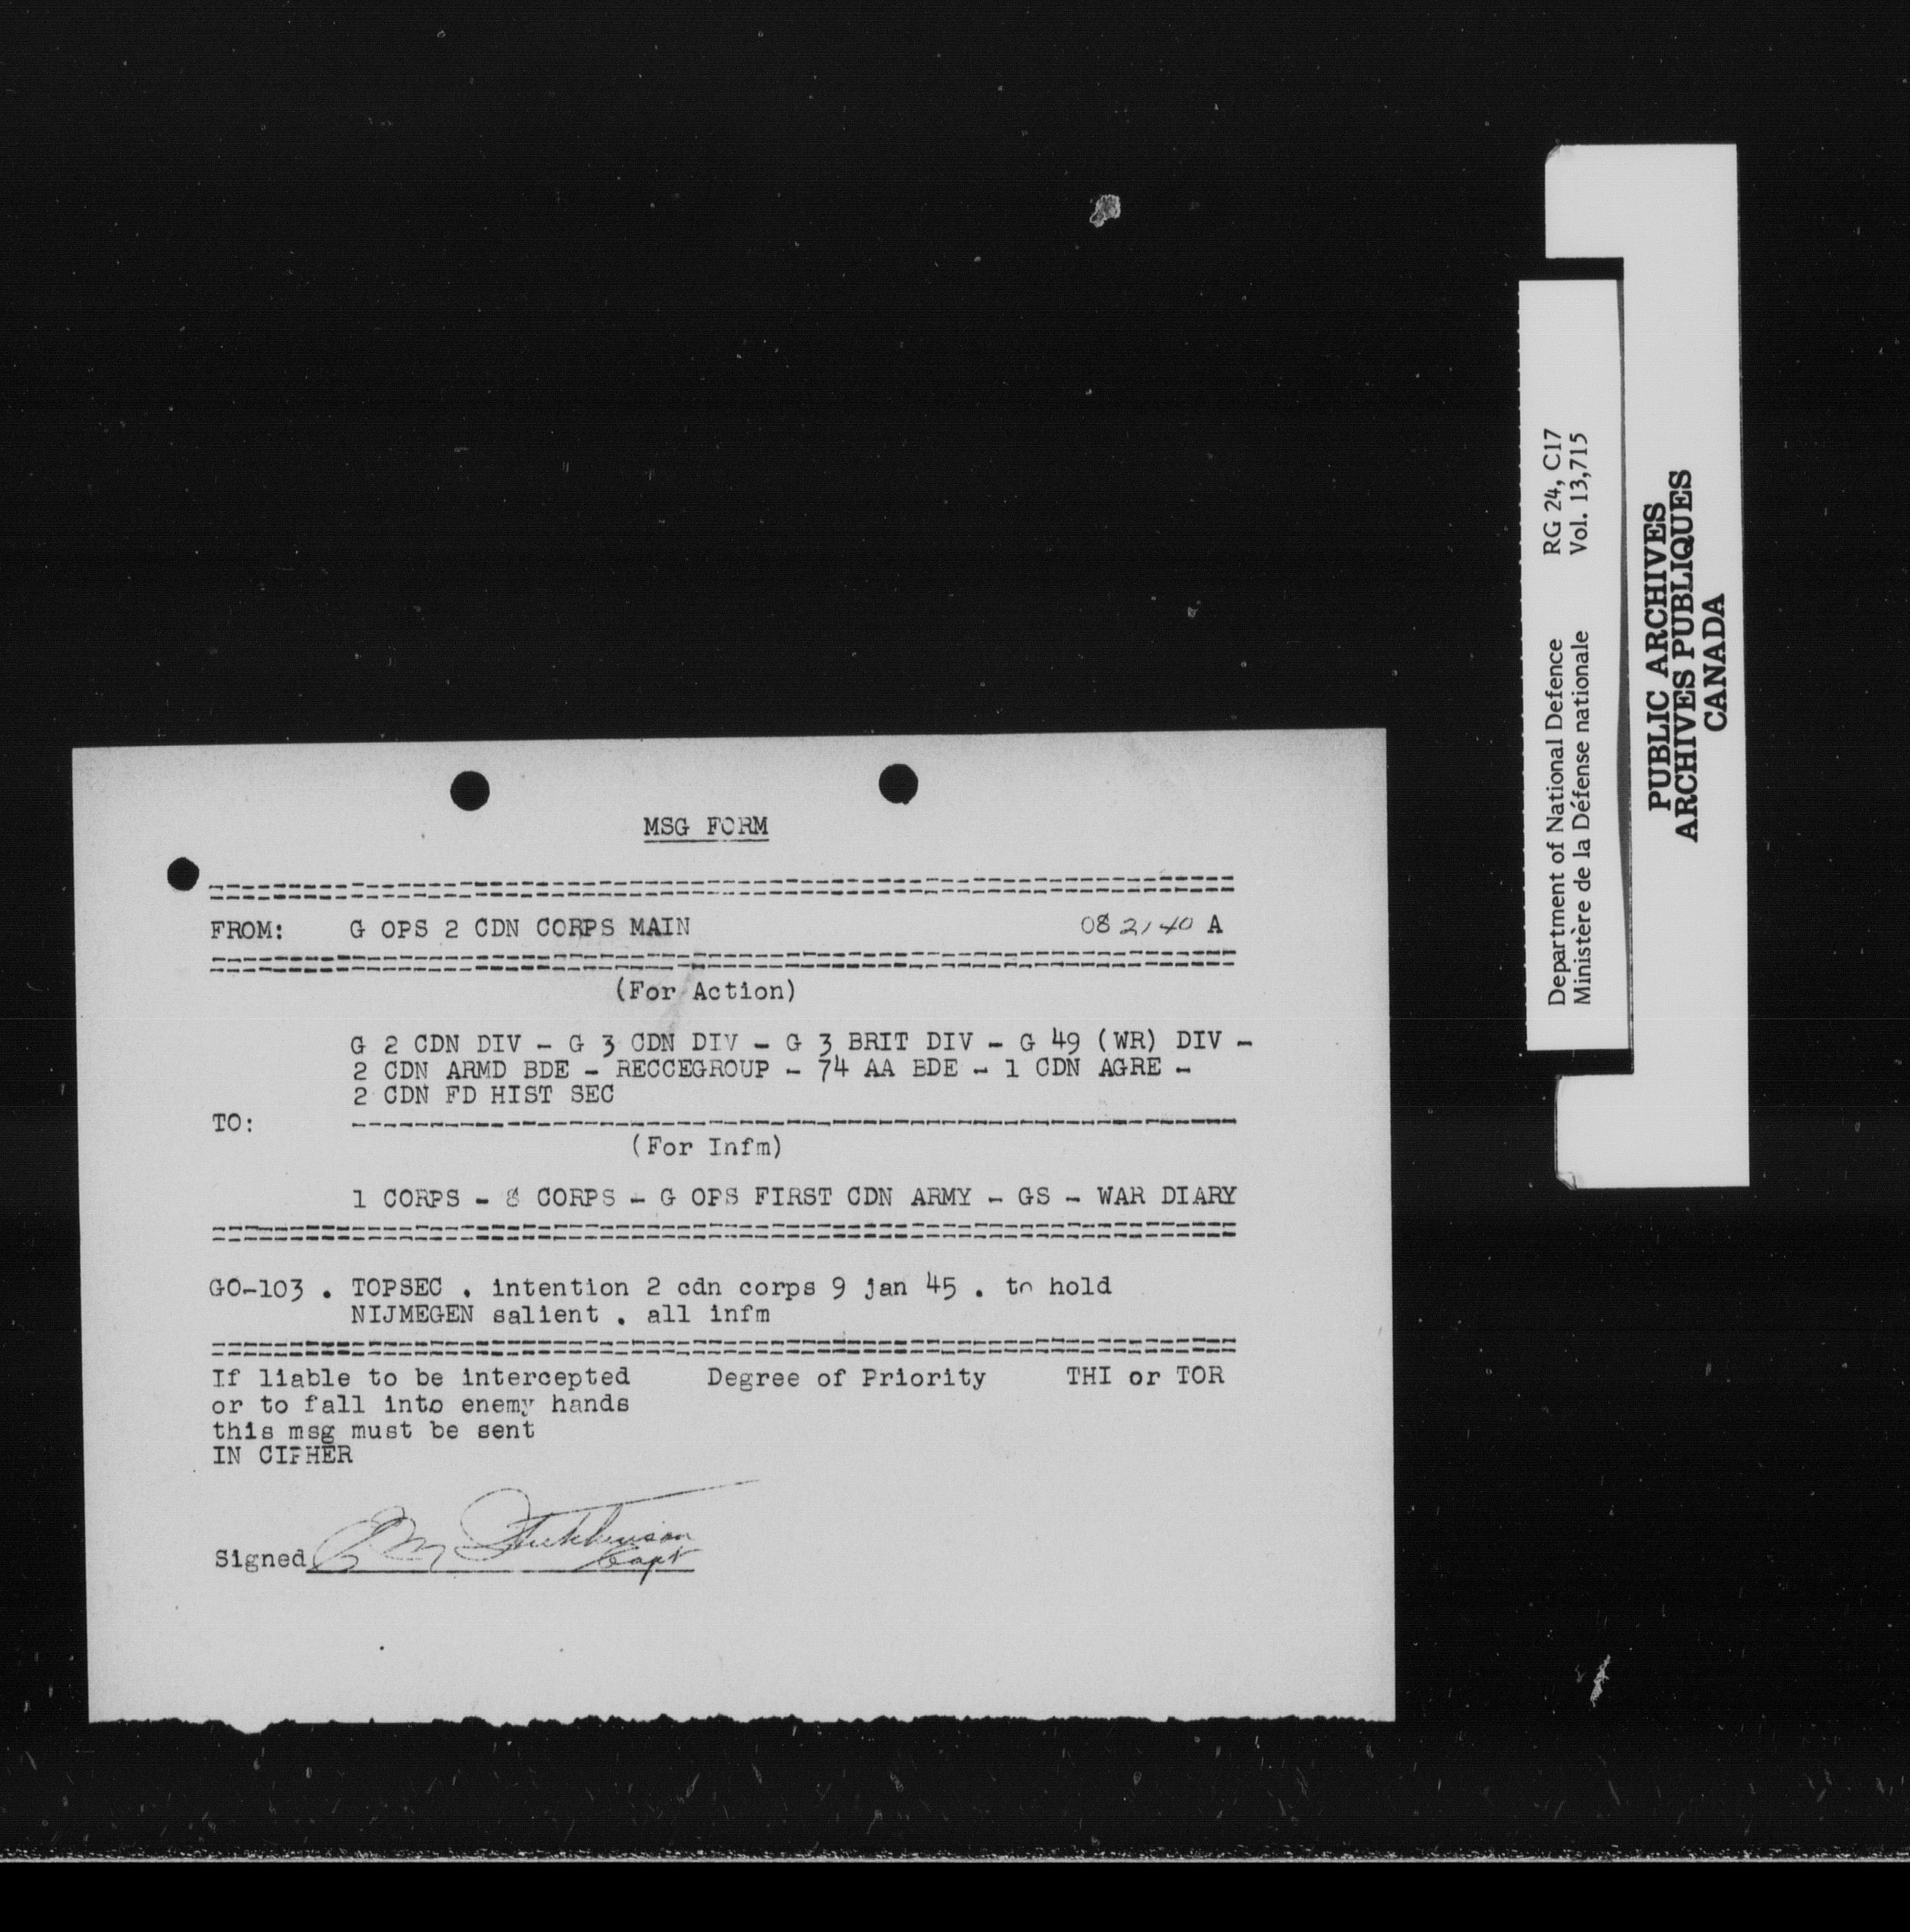 MSG FORM
FROM: G OPS 2 CDN CORPS MAIN 082140 A
(For Action)
G 2 CDN DIV - G 3 CDN DIV - G 3 BRIT DIV - G 49 (WR) DIV -
2 CDN ARMD BDE - RECCEGROUP - 74 AA BDE - 1 CDN AGRE -
2 CDN FD HIST SEC
TO:
(For Infm)
1 CORPS - 8 CORPS - G OPS FIRST CDN ARMY - GS - WAR DIARY
GO-103 . TOPSEC . intention 2 cdn corps 9 jan 45 . to hold
NIJMEGEN salient . all infm
If liable to be intercepted Degree of Priority THI or TOR
or to fall into enemy hands
this msg must be sent
IN CIPHER
Signed
Capt
Department of National Defence RG 24, C17
Ministère de la Défense nationale Vol. 13,715
PUBLIC ARCHIVES
ARCHIVES PUBLIQUES
CANADA